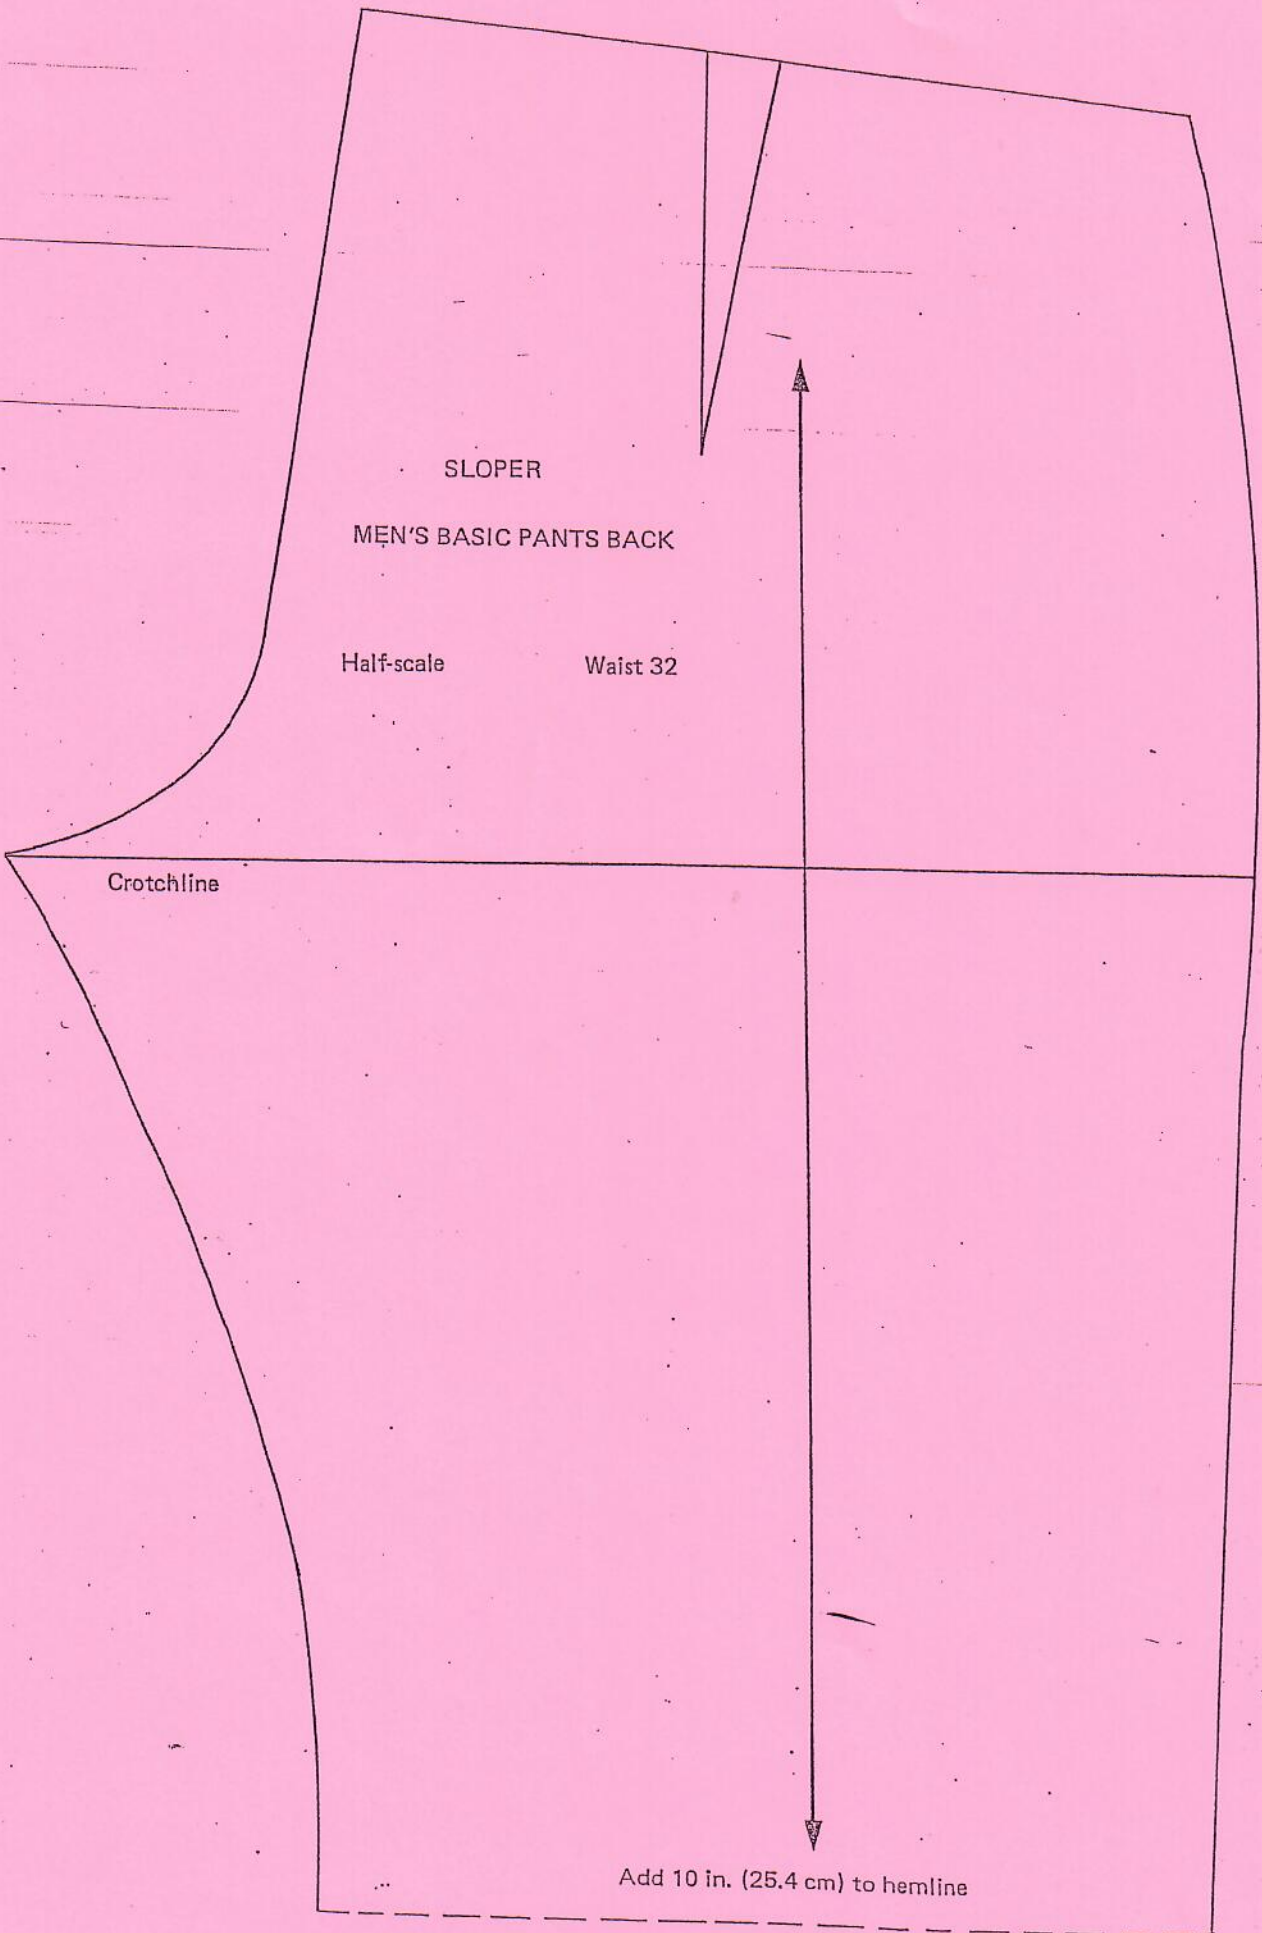 SLOPER
MEN'S BASIC PANTS BACK
Half-scale Waist 32
Crotchline
Add 10 in. (25.4 cm) to hemline